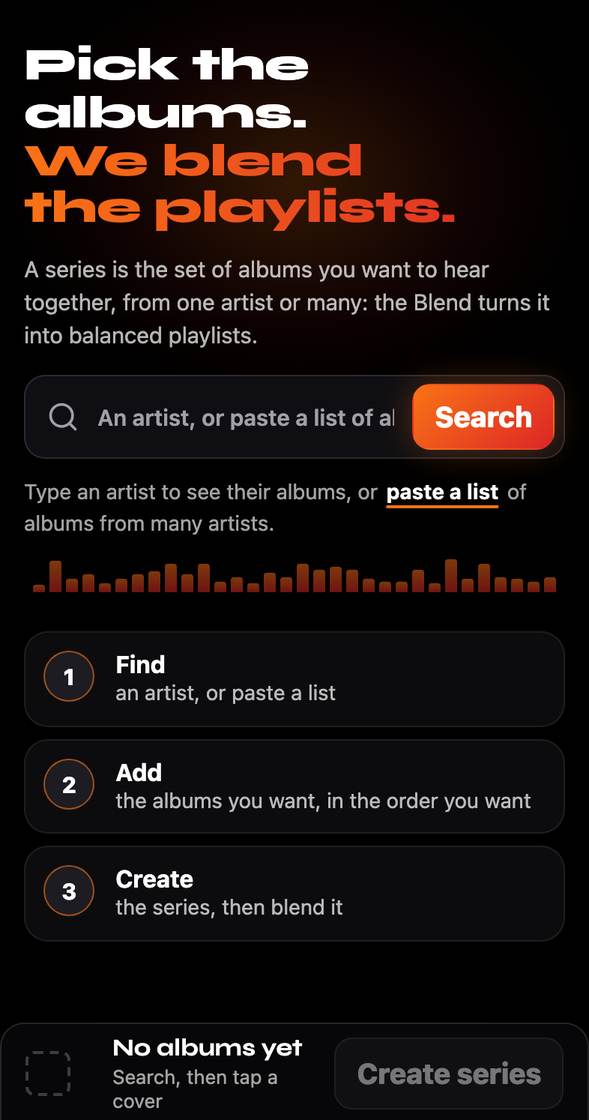 Pick the
albums.
We blend
the playlists.
A series is the set of albums you want to hear
together, from one artist or many: the Blend turns it
into balanced playlists.
An artist, or paste a list of al
Search
Type an artist to see their albums, or paste a list of
albums from many artists.
1
Find
an artist, or paste a list
2
Add
the albums you want, in the order you want
3
Create
the series, then blend it
No albums yet
Search, then tap a
cover
Create series